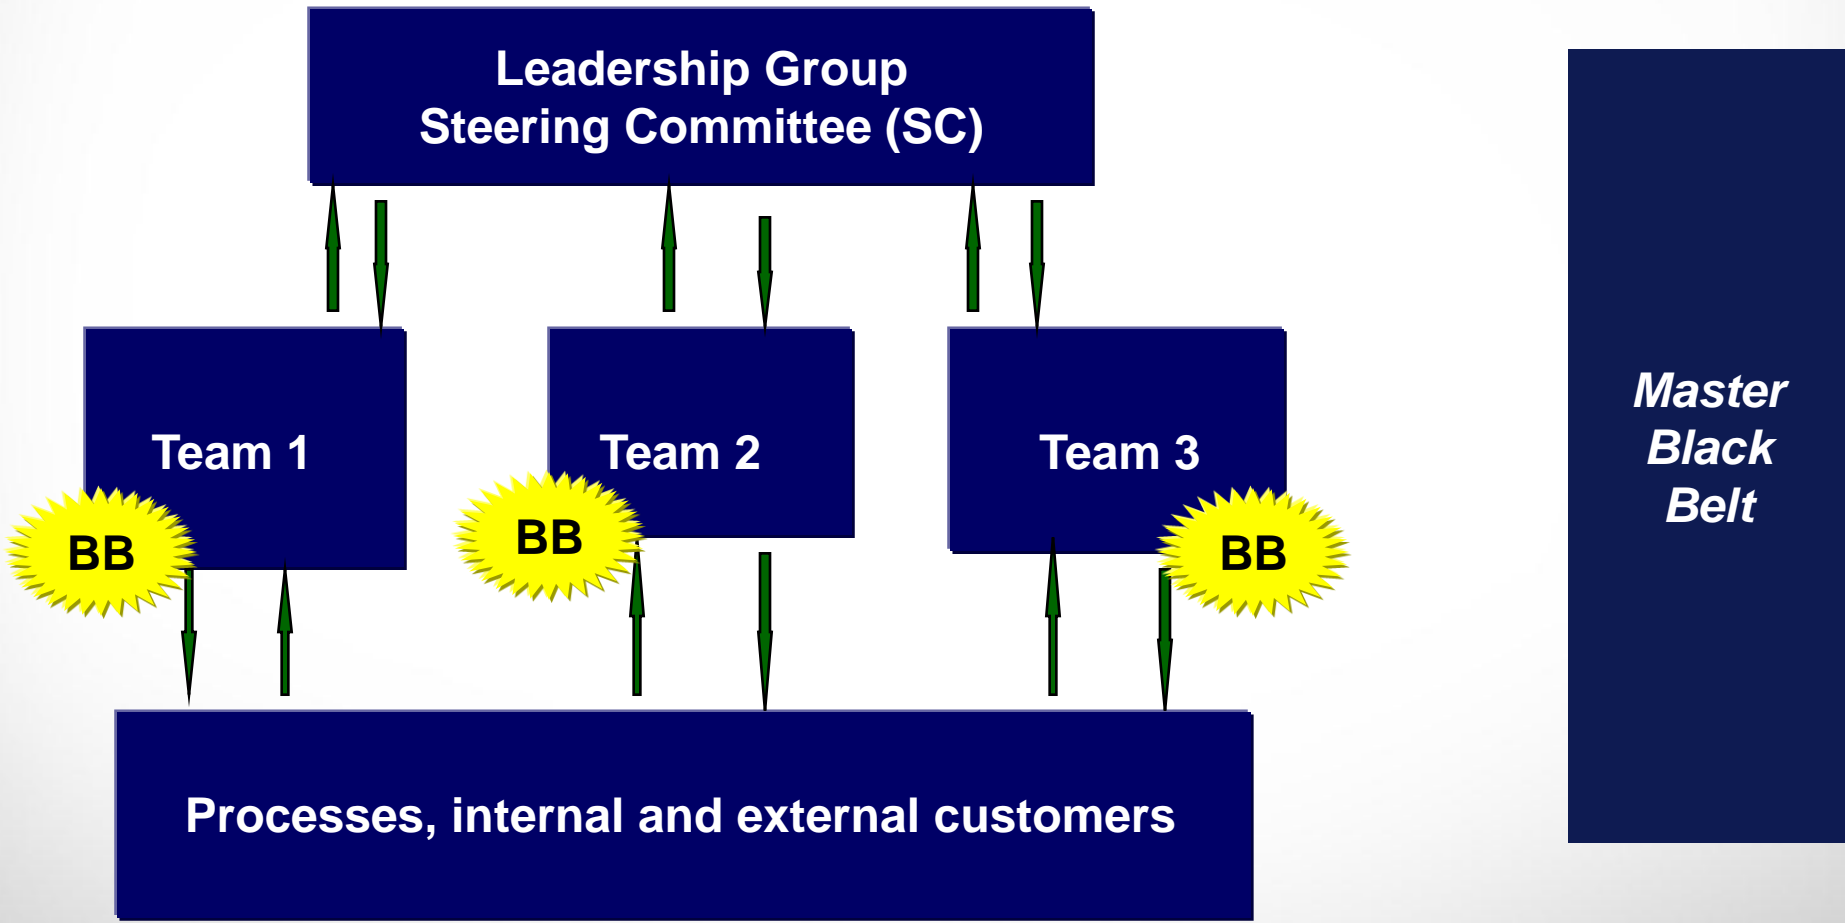 Leadership Group
Steering Committee (SC)
Team 1
Team 2
Team 3
BB
BB
BB
Processes, internal and external customers
Master
Black
Belt